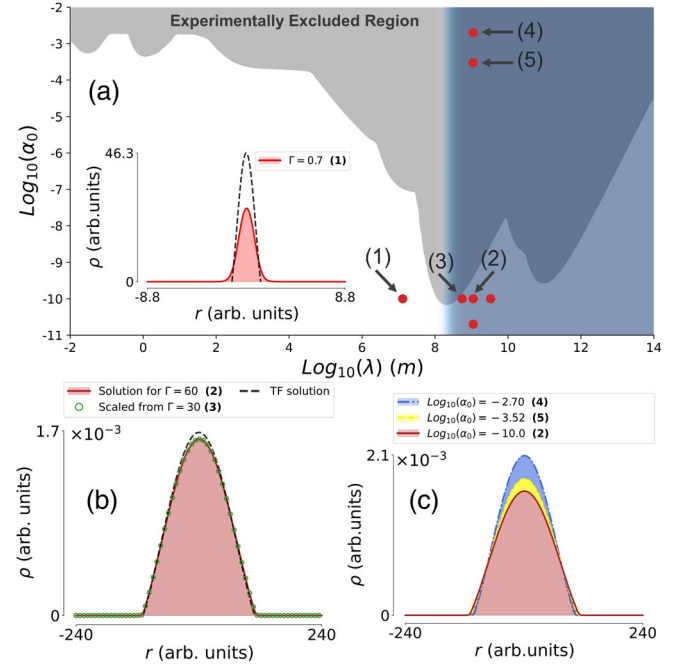 Experimentally Excluded Region
-2
-3
-4
-5
-6
-7
-8
-9
-10
-11
Log10(α0)
(a)
(4)
(5)
46.3
0
ρ (arb.units)
Γ = 0.7 (1)
-8.8
8.8
r (arb. units)
(1)
(3)
(2)
-2
0
2
4
6
8
10
12
14
Log10(λ) (m)
Solution for Γ = 60 (2)
TF solution
Scaled from Γ = 30 (3)
1.7
×10−3
(b)
ρ (arb. units)
0
-240
240
r (arb. units)
Log10(α0) = −2.70 (4)
Log10(α0) = −3.52 (5)
Log10(α0) = −10.0 (2)
2.1
×10−3
(c)
ρ (arb. units)
0
-240
240
r (arb. units)